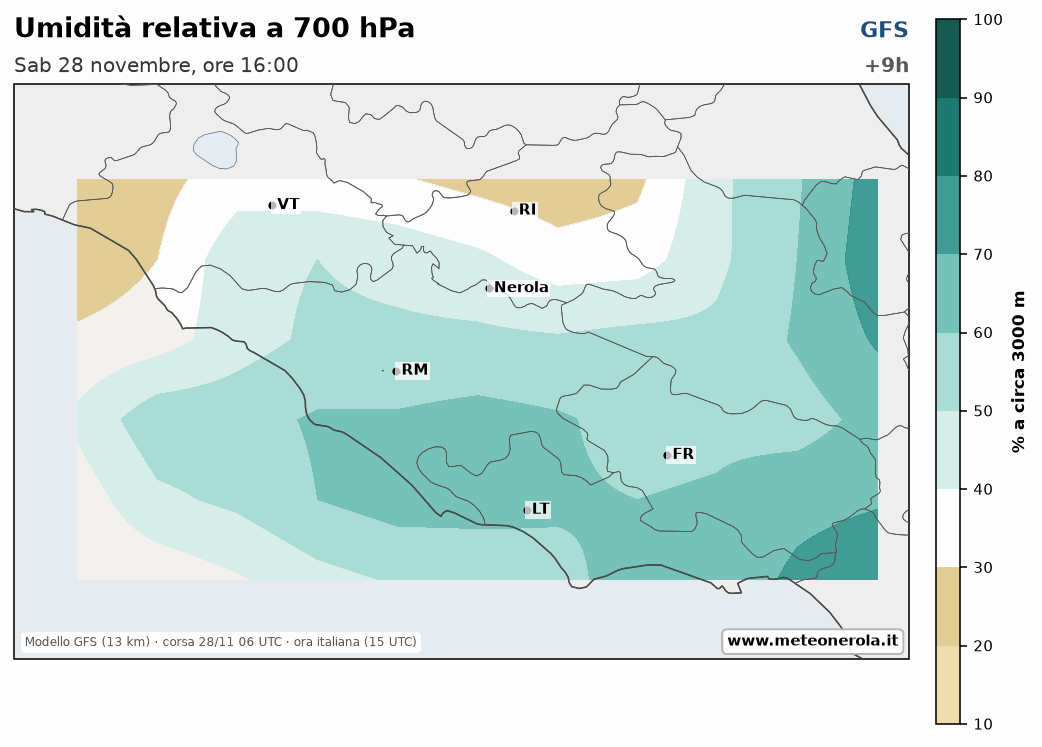 Umidità relativa a 700 hPa
GFS
Sab 28 novembre, ore 16:00
+9h
VT
RI
Nerola
RM
FR
LT
Modello GFS (13 km) · corsa 28/11 06 UTC · ora italiana (15 UTC)
www.meteonerola.it
100
90
80
70
60
50
40
30
20
10
% a circa 3000 m